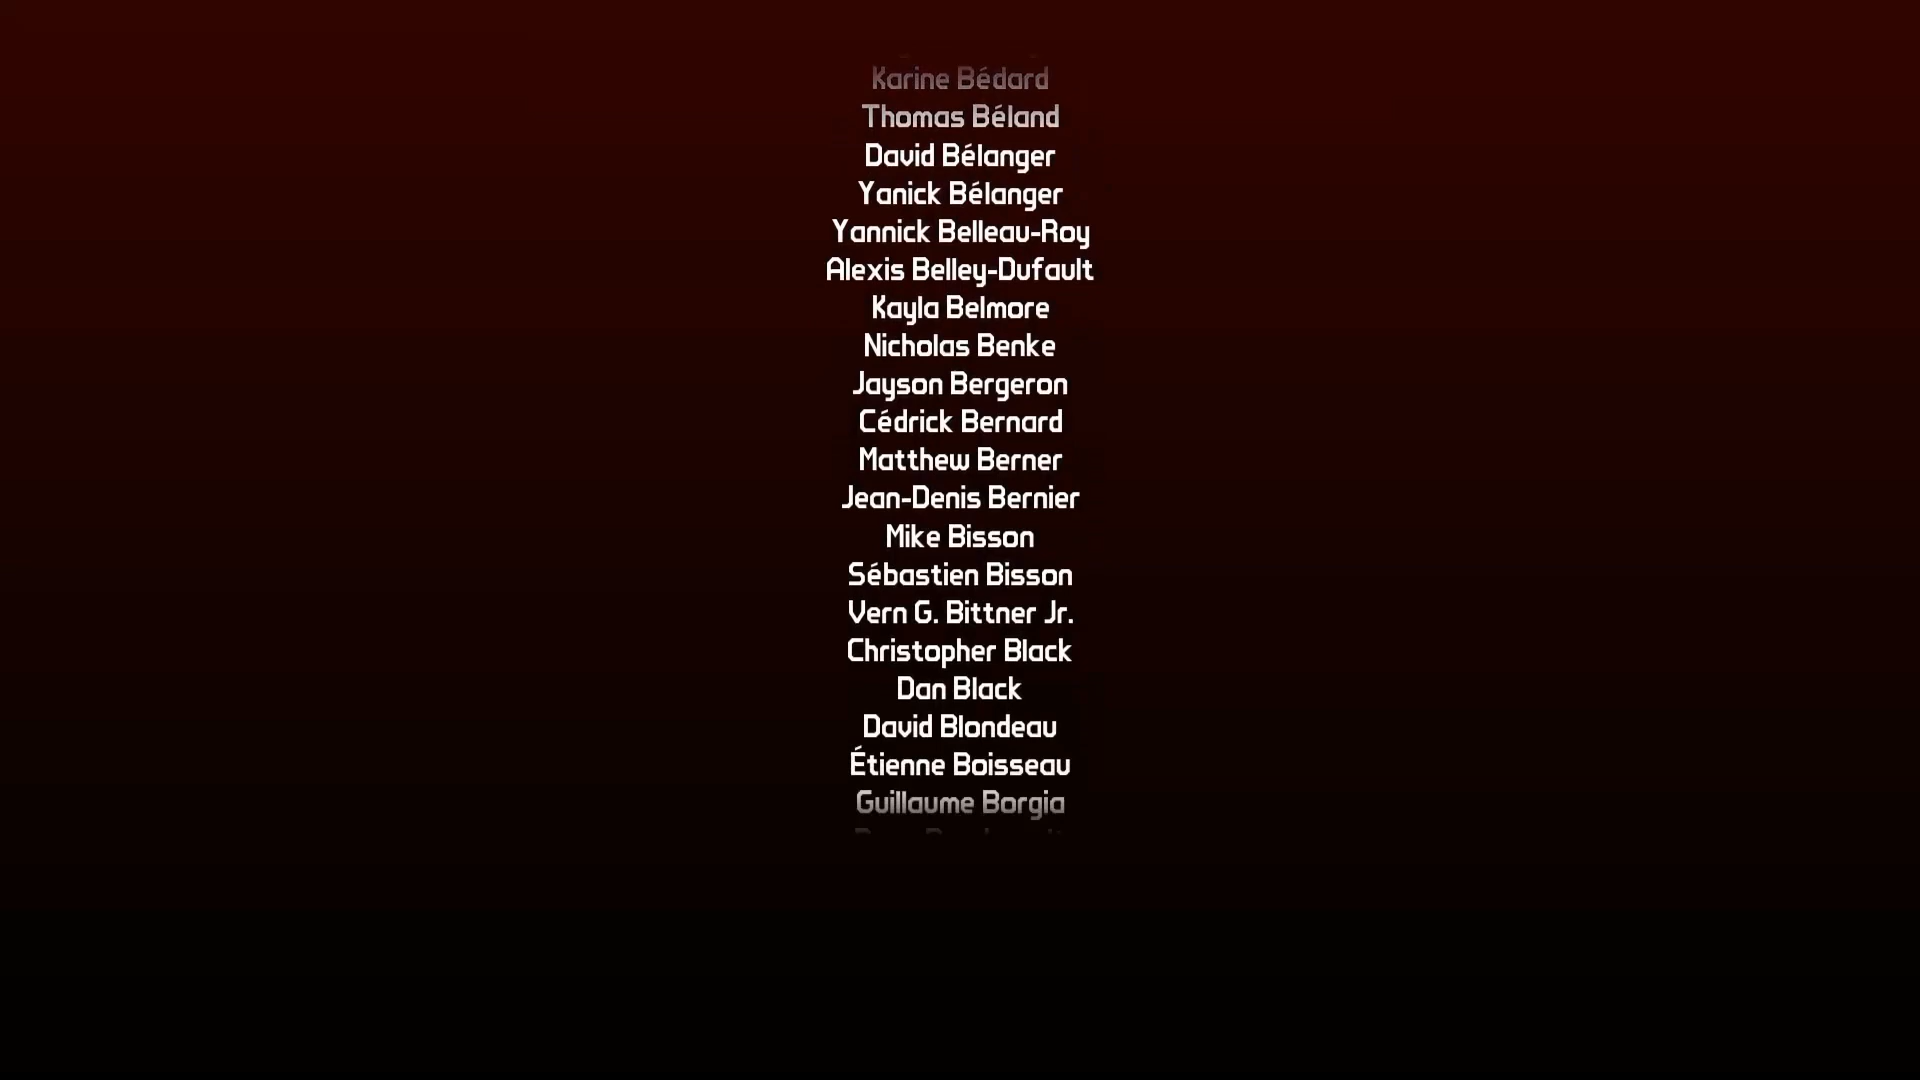 Karine Bédard
Thomas Béland
David Bélanger
Yanick Bélanger
Yannick Belleau-Roy
Alexis Belley-Dufault
Kayla Belmore
Nicholas Benke
Jayson Bergeron
Cédrick Bernard
Matthew Berner
Jean-Denis Bernier
Mike Bisson
Sébastien Bisson
Vern G. Bittner Jr.
Christopher Black
Dan Black
David Blondeau
Étienne Boisseau
Guillaume Borgia